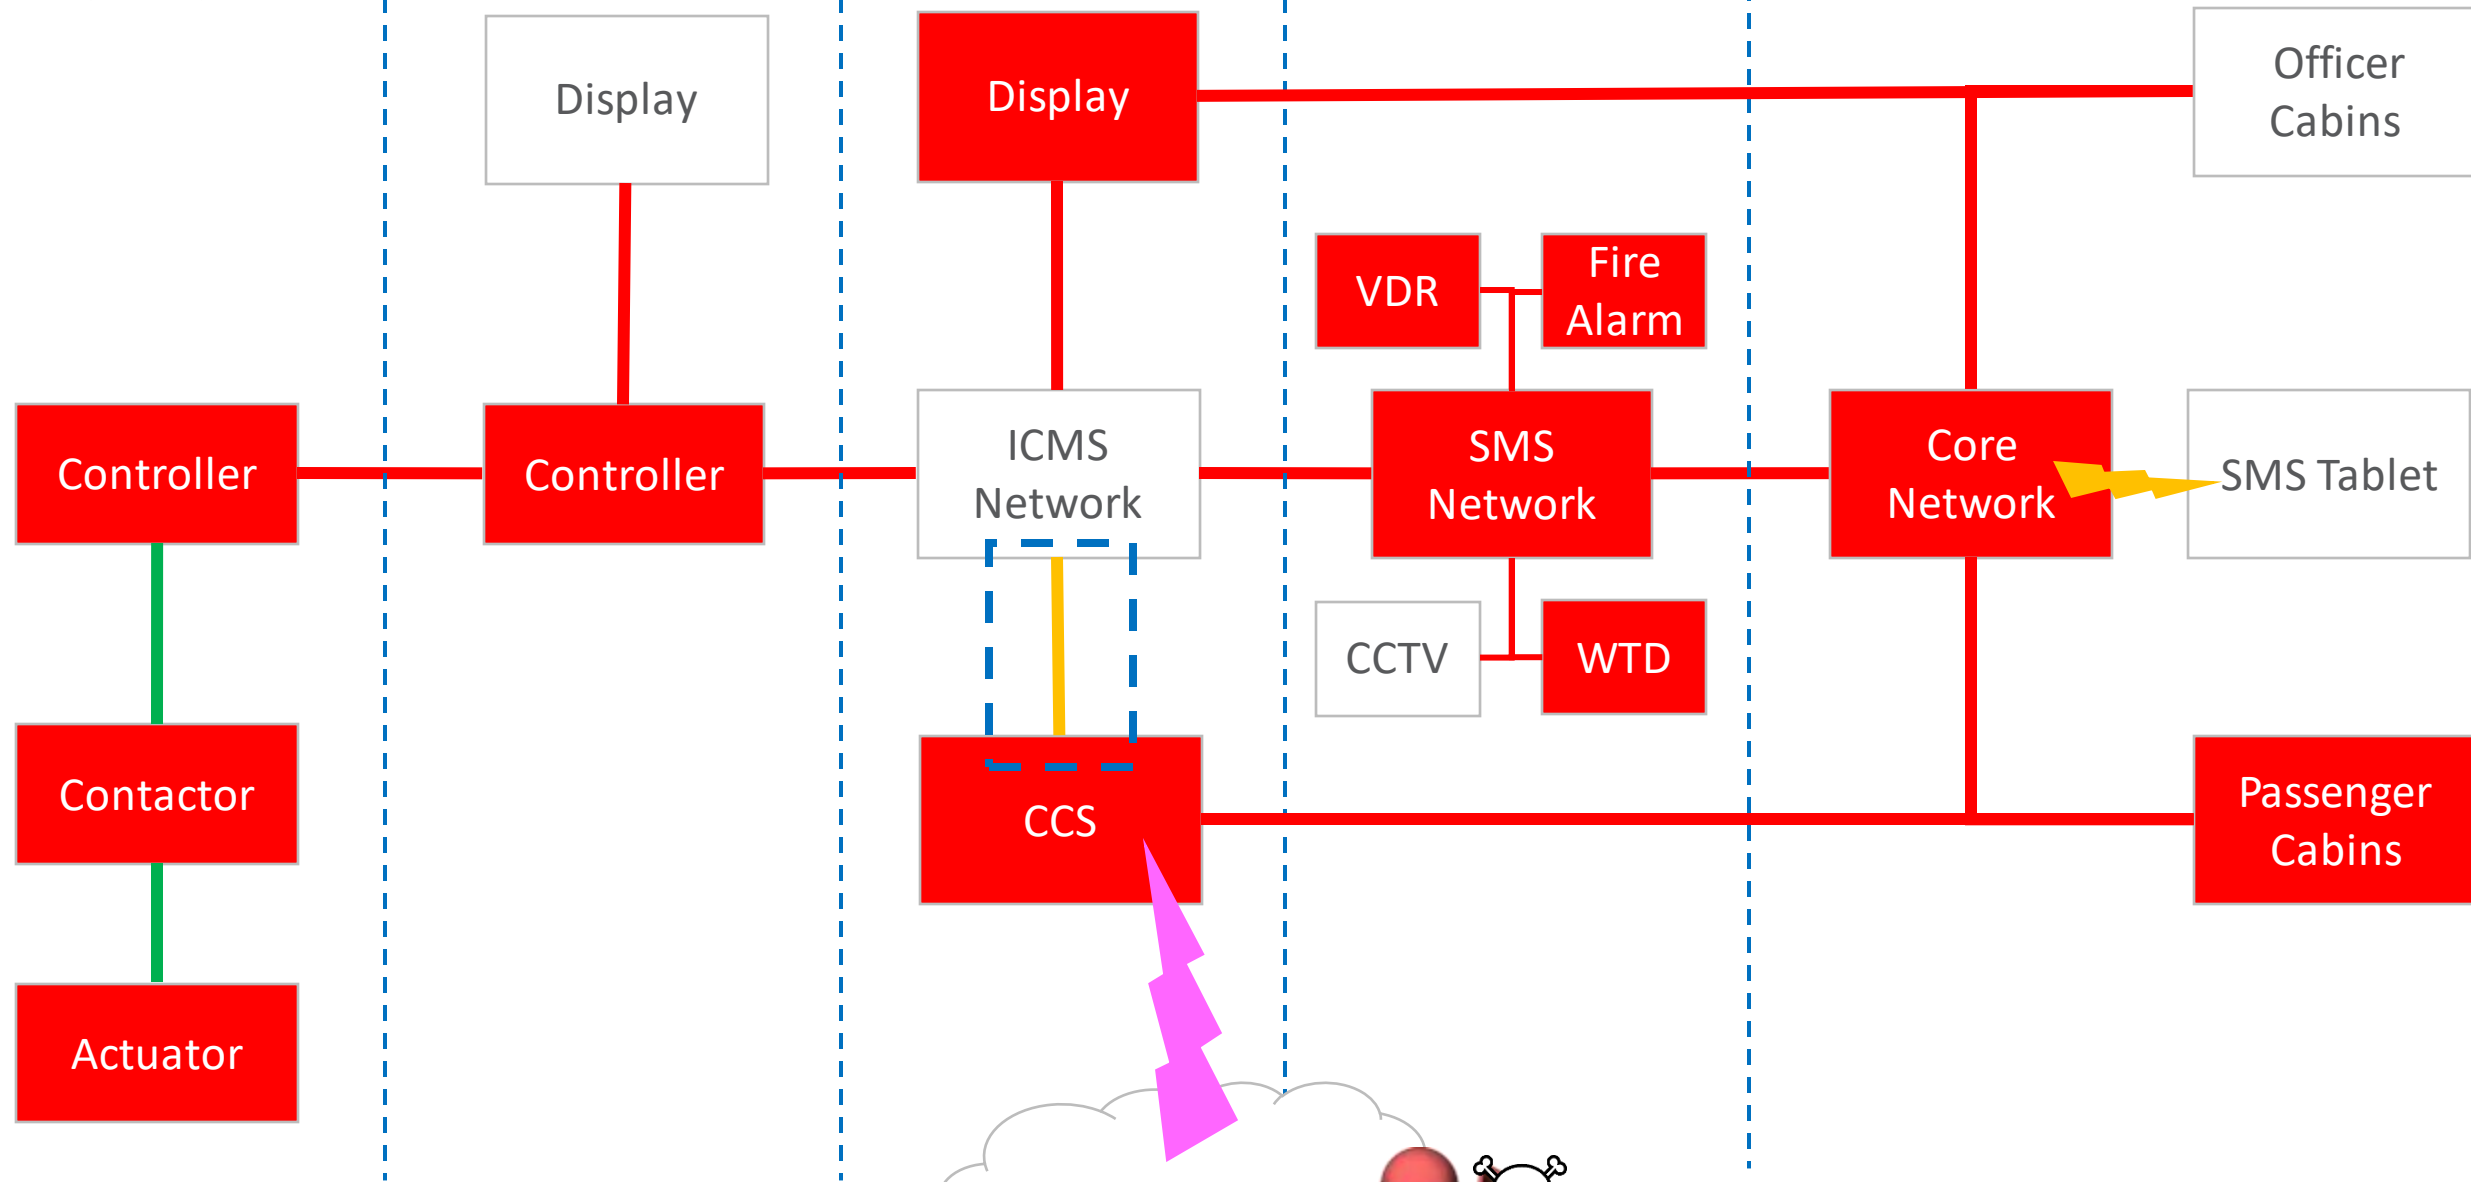 Display
Display
Officer
Cabins
VDR
Fire
Alarm
Controller
Controller
ICMS
Network
SMS
Network
Core
Network
SMS Tablet
CCTV
WTD
Contactor
CCS
Passenger
Cabins
Actuator